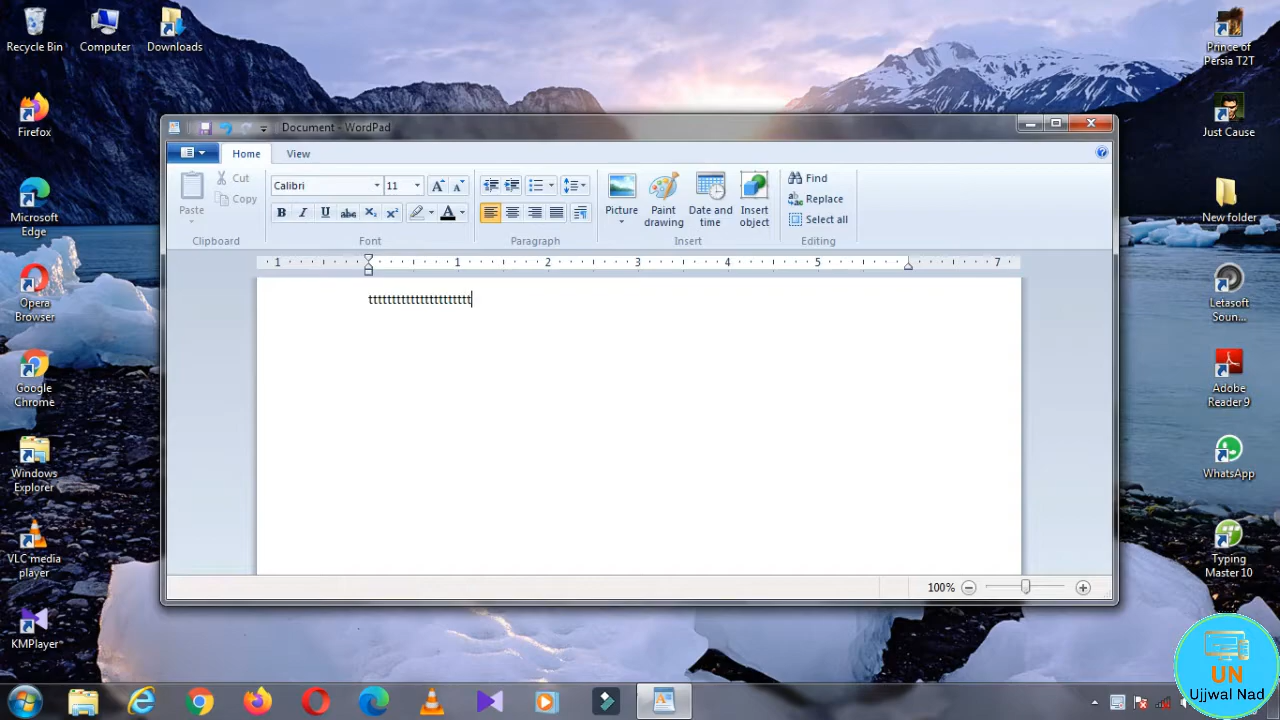 Recycle Bin
Computer
Downloads
Prince of
Persia T2T
Firefox
Just Cause
Document - WordPad
Home
View
Cut
Copy
Paste
Clipboard
Calibri
11
B I U abc X₂ X²
A
Font
Paragraph
Picture
Paint
drawing
Date and
time
Insert
object
Insert
Find
Replace
Select all
Editing
Microsoft
Edge
New folder
1 1 2 3 4 5 7
tttttttttttttttttttttt
Opera
Browser
Letasoft
Soun...
Google
Chrome
Adobe
Reader 9
Windows
Explorer
WhatsApp
VLC media
player
Typing
Master 10
100%
KMPlayer
UN
Ujjwal Nad